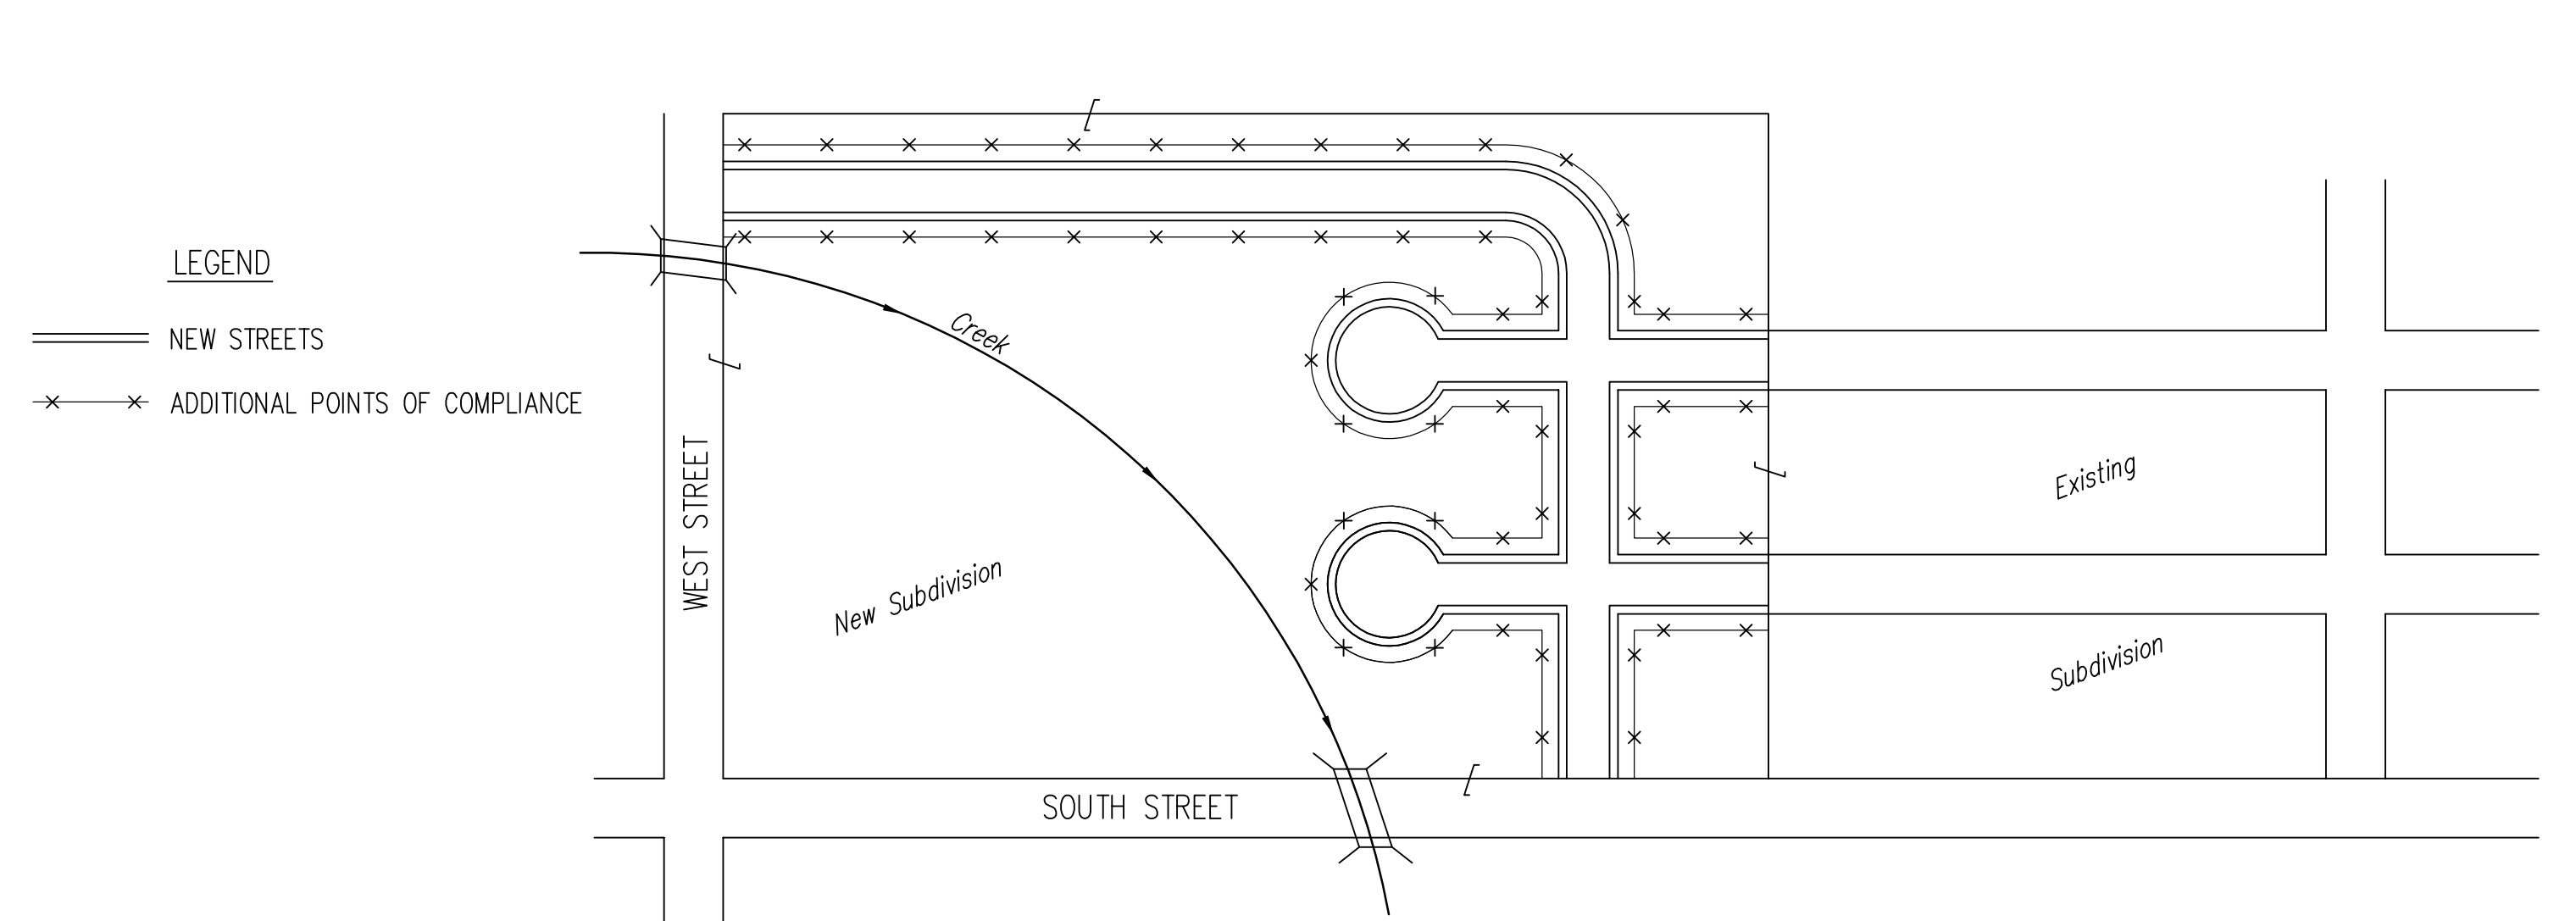 LEGEND
NEW STREETS
ADDITIONAL POINTS OF COMPLIANCE
Creek
WEST STREET
New Subdivision
Existing
Subdivision
SOUTH STREET